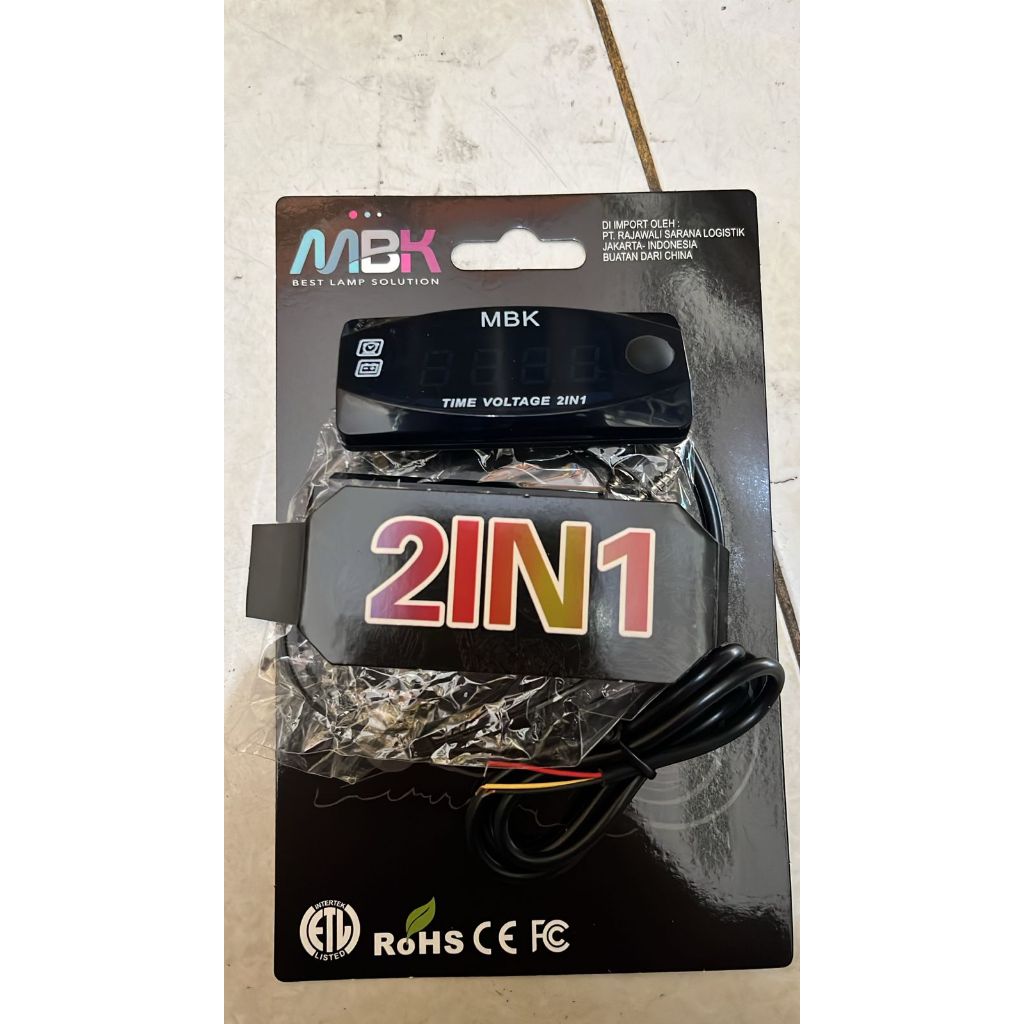 MBK
BEST LAMP SOLUTION
DI IMPORT OLEH :
PT. RAJAWALI SARANA LOGISTIK
JAKARTA- INDONESIA
BUATAN DARI CHINA
MBK
TIME VOLTAGE 2IN1
2IN1
INTERTEK
ETL
LISTED
RoHS CE FC